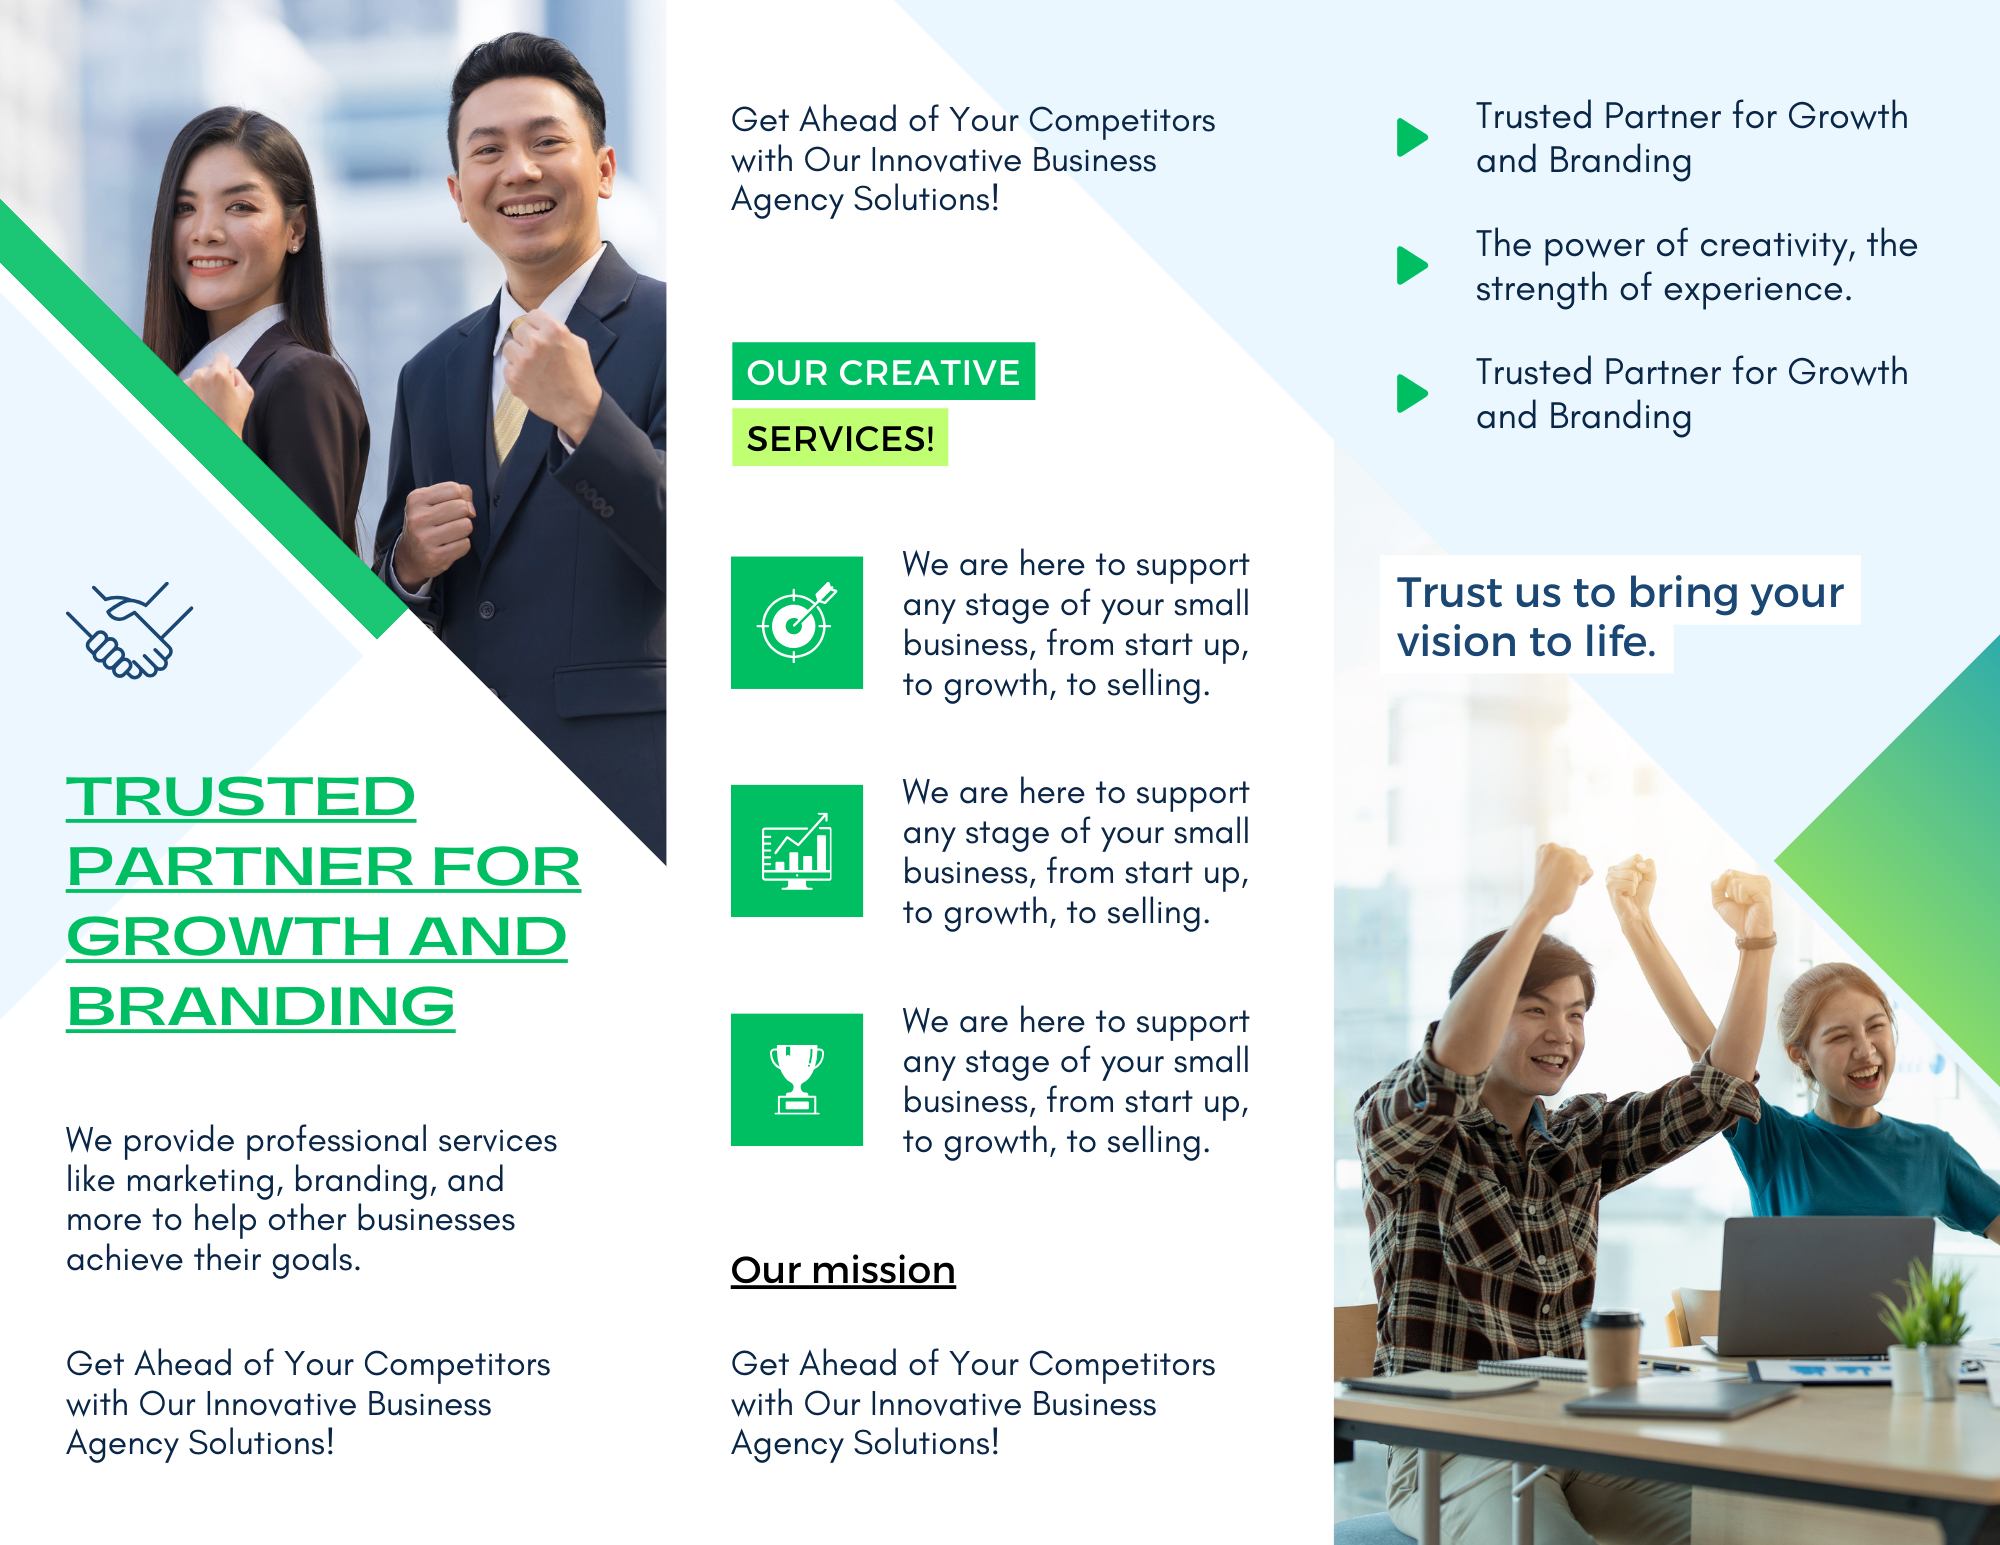 TRUSTED
PARTNER FOR
GROWTH AND
BRANDING
We provide professional services
like marketing, branding, and
more to help other businesses
achieve their goals.
Get Ahead of Your Competitors
with Our Innovative Business
Agency Solutions!
Get Ahead of Your Competitors
with Our Innovative Business
Agency Solutions!
OUR CREATIVE
SERVICES!
We are here to support
any stage of your small
business, from start up,
to growth, to selling.
We are here to support
any stage of your small
business, from start up,
to growth, to selling.
We are here to support
any stage of your small
business, from start up,
to growth, to selling.
Our mission
Get Ahead of Your Competitors
with Our Innovative Business
Agency Solutions!
Trusted Partner for Growth
and Branding
The power of creativity, the
strength of experience.
Trusted Partner for Growth
and Branding
Trust us to bring your
vision to life.